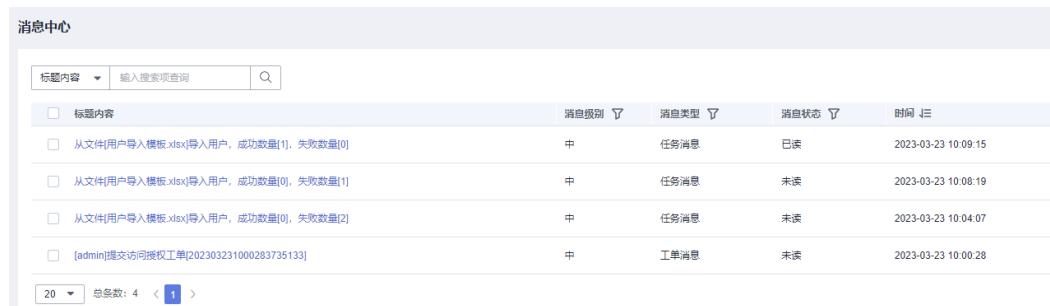 消息中心
标题内容 输入搜索项查询
标题内容 消息级别 消息类型 消息状态 时间
从文件[用户导入模板.xlsx]导入用户，成功数量[1]，失败数量[0] 中 任务消息 已读 2023-03-23 10:09:15
从文件[用户导入模板.xlsx]导入用户，成功数量[0]，失败数量[1] 中 任务消息 未读 2023-03-23 10:08:19
从文件[用户导入模板.xlsx]导入用户，成功数量[0]，失败数量[2] 中 任务消息 未读 2023-03-23 10:04:07
[admin]提交访问授权工单[202303231000283735133] 中 工单消息 未读 2023-03-23 10:00:28
20 总条数：4 < 1 >